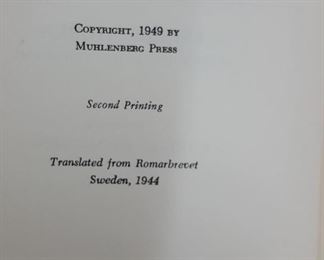 Copyright, 1949 by
Muhlenberg Press
Second Printing
Translated from Romarbrevet
Sweden, 1944